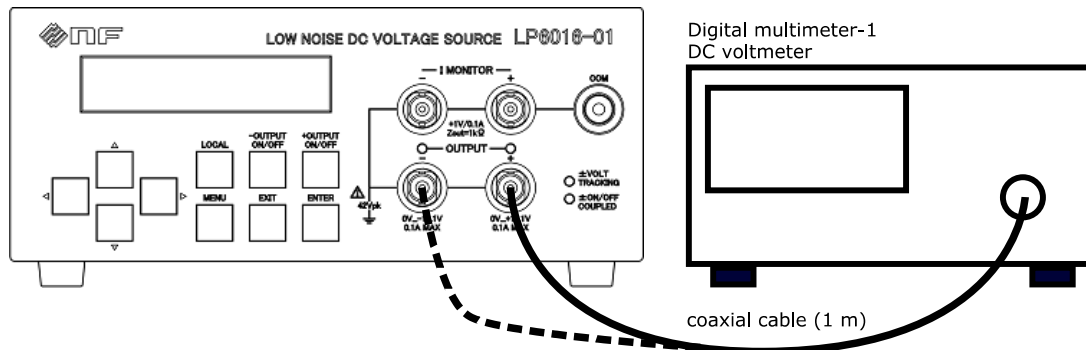 NF
LOW NOISE DC VOLTAGE SOURCE LP6016-01
I MONITOR
- +
COM
+1V/0.1A
Zout=1kΩ
OUTPUT
- +
LOCAL
-OUTPUT
ON/OFF
+OUTPUT
ON/OFF
MENU
EXIT
ENTER
42Vpk
0.1A MAX
0.1A MAX
±VOLT
TRACKING
±ON/OFF
COUPLED
Digital multimeter-1
DC voltmeter
coaxial cable (1 m)